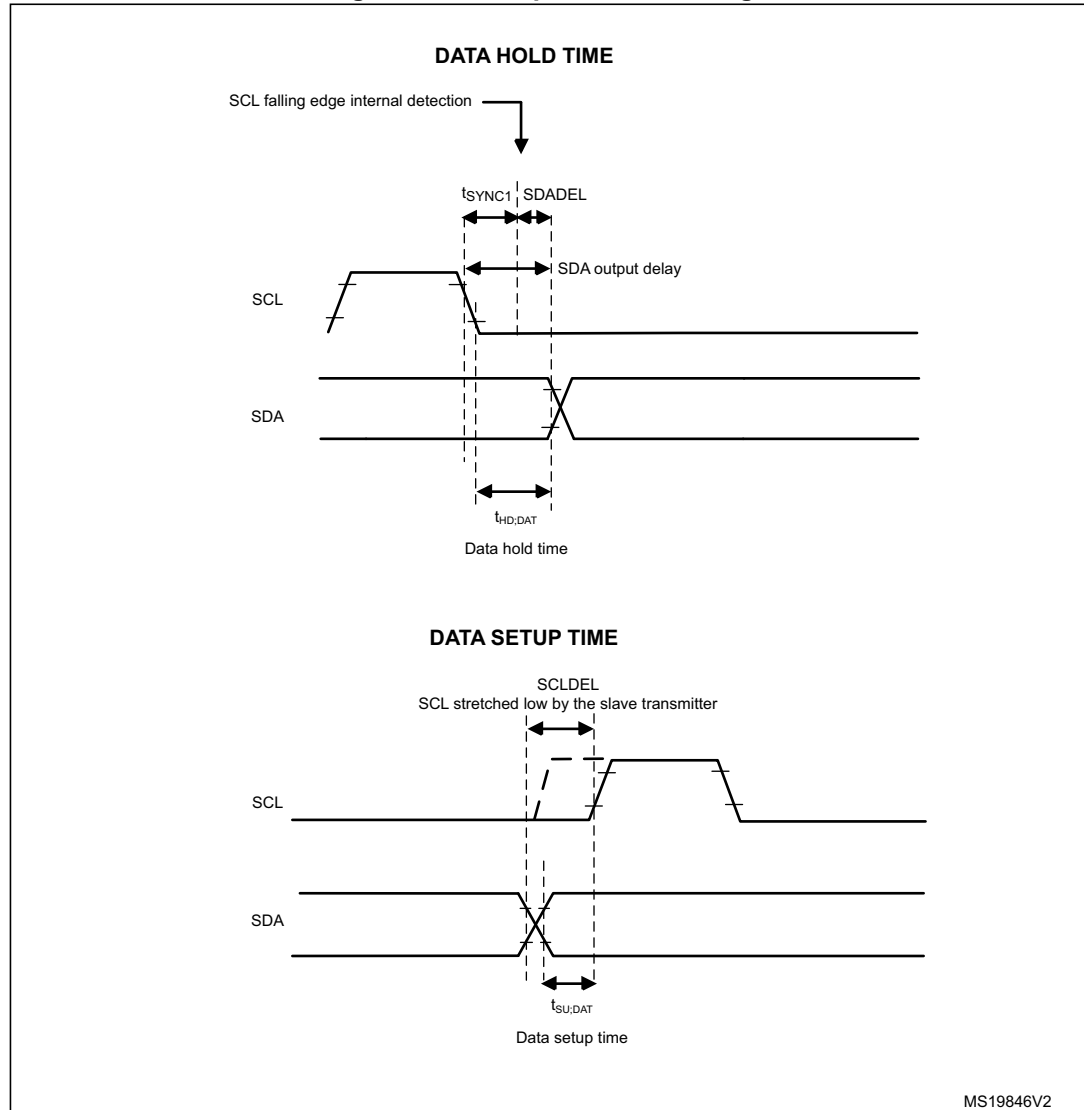 DATA HOLD TIME
SCL falling edge internal detection
tSYNC1 SDADEL
SDA output delay
SCL
SDA
tHD;DAT
Data hold time
DATA SETUP TIME
SCLDEL
SCL stretched low by the slave transmitter
SCL
SDA
tSU;DAT
Data setup time
MS19846V2